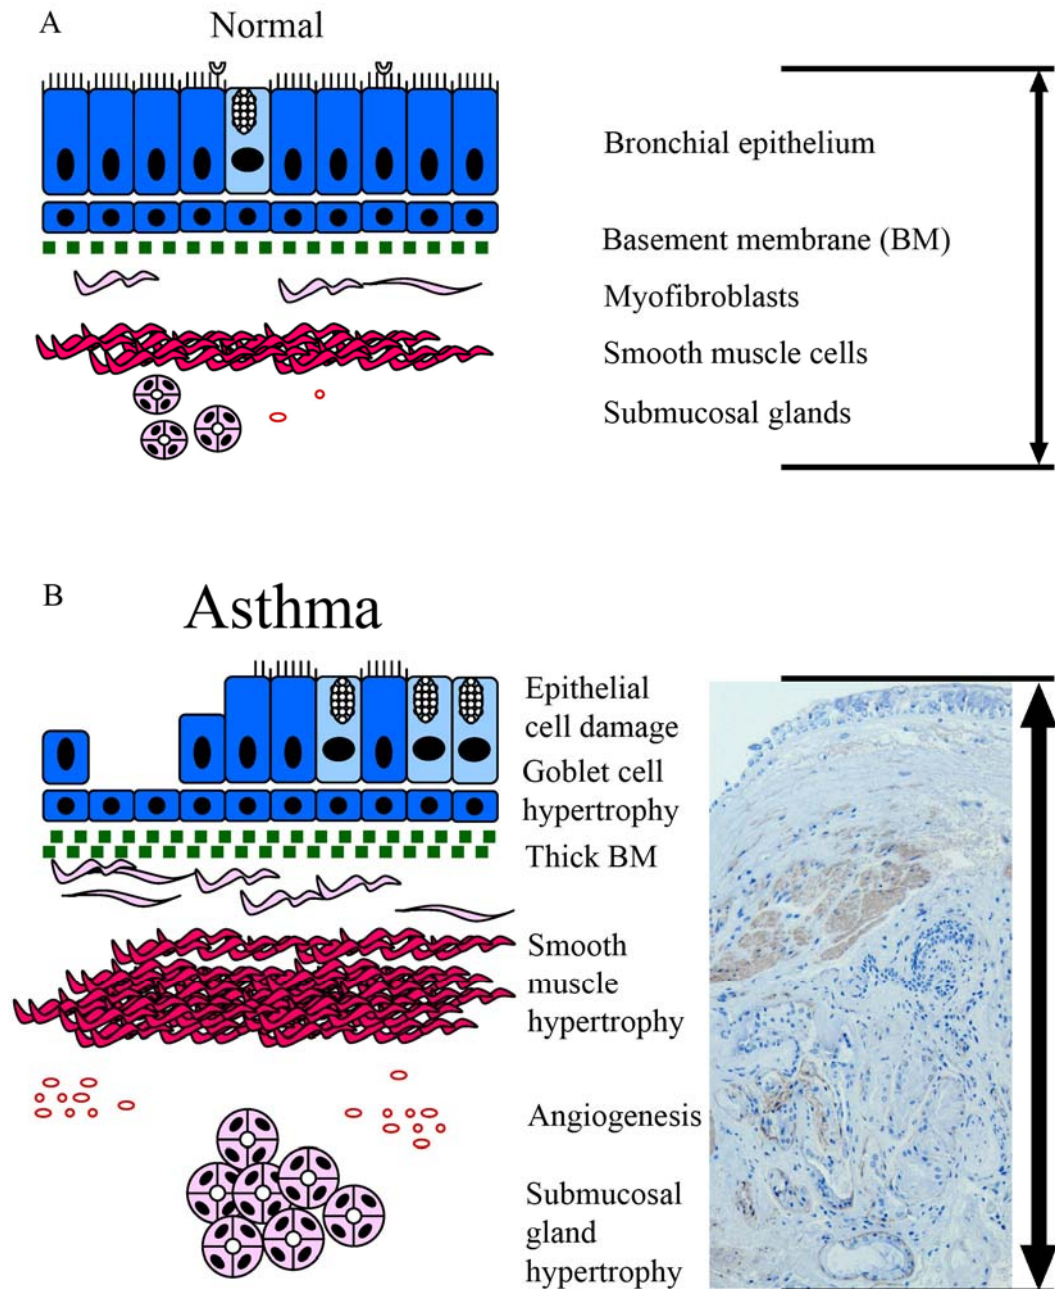 A
Normal
Bronchial epithelium
Basement membrane (BM)
Myofibroblasts
Smooth muscle cells
Submucosal glands
B
Asthma
Epithelial
cell damage
Goblet cell
hypertrophy
Thick BM
Smooth
muscle
hypertrophy
Angiogenesis
Submucosal
gland
hypertrophy